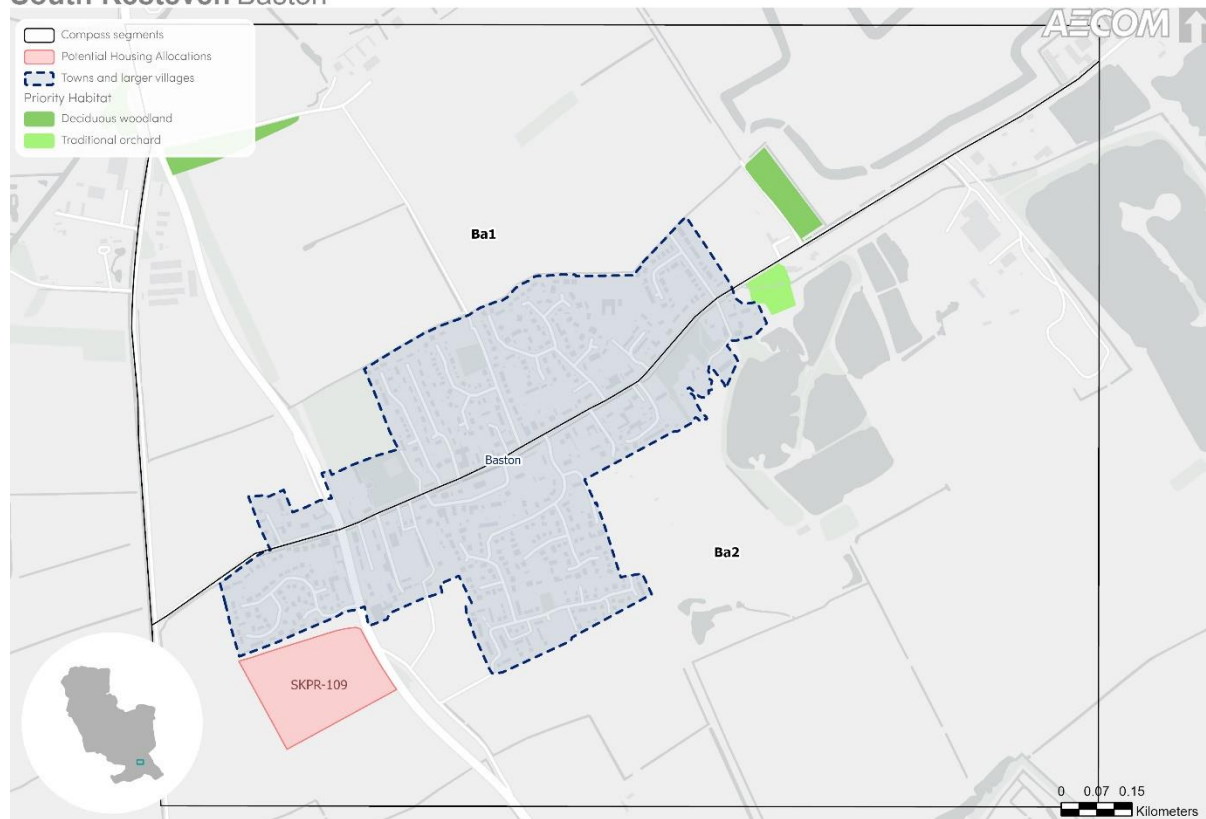 South Kesteven Baston
AECOM
Compass segments
Potential Housing Allocations
Towns and larger villages
Priority Habitat
Deciduous woodland
Traditional orchard
Ba1
Baston
Ba2
SKPR-109
0 0.07 0.15
Kilometers